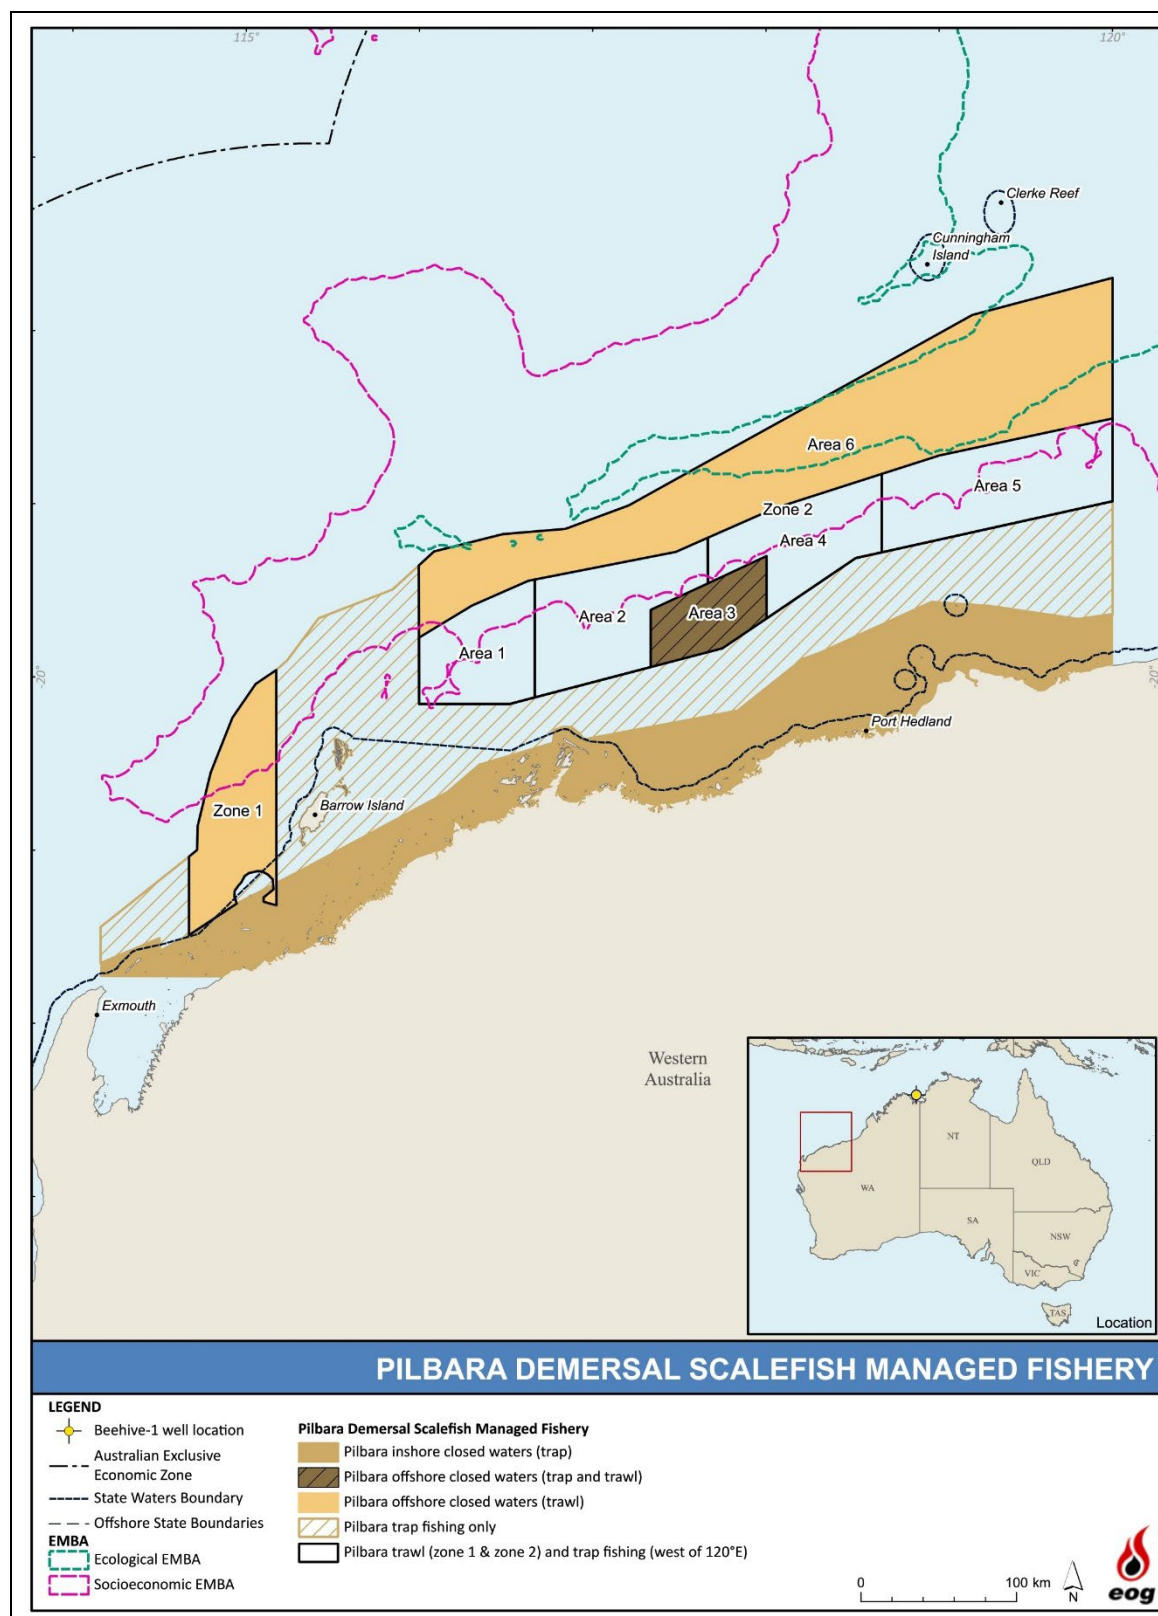 115°
120°
Clerke Reef
Cunningham
Island
Area 6
Area 5
Zone 2
Area 4
Area 2
Area 3
Area 1
-20°
-20°
Port Hedland
Zone 1
Barrow Island
Exmouth
Western
Australia
NT
QLD
WA
SA
NSW
VIC
TAS
Location
PILBARA DEMERSAL SCALEFISH MANAGED FISHERY
LEGEND
Beehive-1 well location
Australian Exclusive
Economic Zone
State Waters Boundary
Offshore State Boundaries
EMBA
Ecological EMBA
Socioeconomic EMBA
Pilbara Demersal Scalefish Managed Fishery
Pilbara inshore closed waters (trap)
Pilbara offshore closed waters (trap and trawl)
Pilbara offshore closed waters (trawl)
Pilbara trap fishing only
Pilbara trawl (zone 1 & zone 2) and trap fishing (west of 120°E)
0 100 km
N
eog